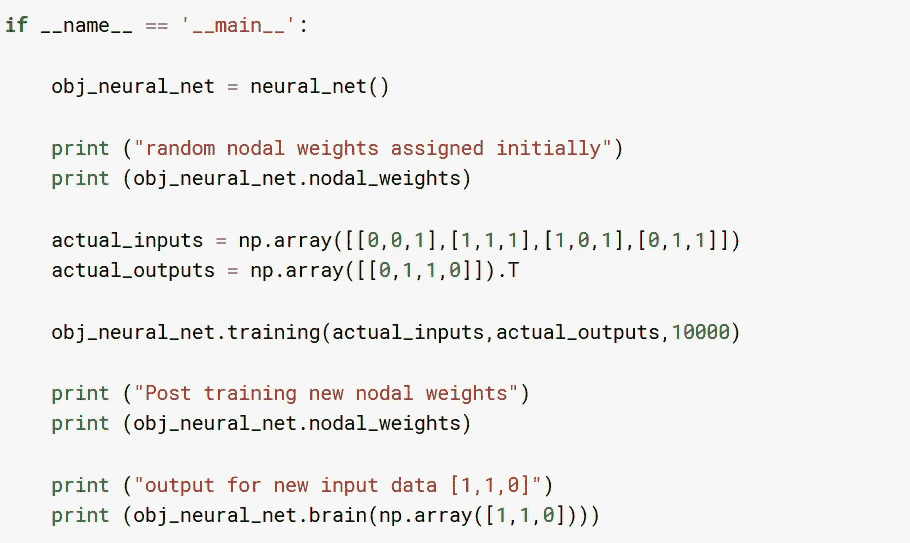 if __name__ == '__main__':
obj_neural_net = neural_net()
print ("random nodal weights assigned initially")
print (obj_neural_net.nodal_weights)
actual_inputs = np.array([[0,0,1],[1,1,1],[1,0,1],[0,1,1]])
actual_outputs = np.array([[0,1,1,0]]).T
obj_neural_net.training(actual_inputs,actual_outputs,10000)
print ("Post training new nodal weights")
print (obj_neural_net.nodal_weights)
print ("output for new input data [1,1,0]")
print (obj_neural_net.brain(np.array([1,1,0])))